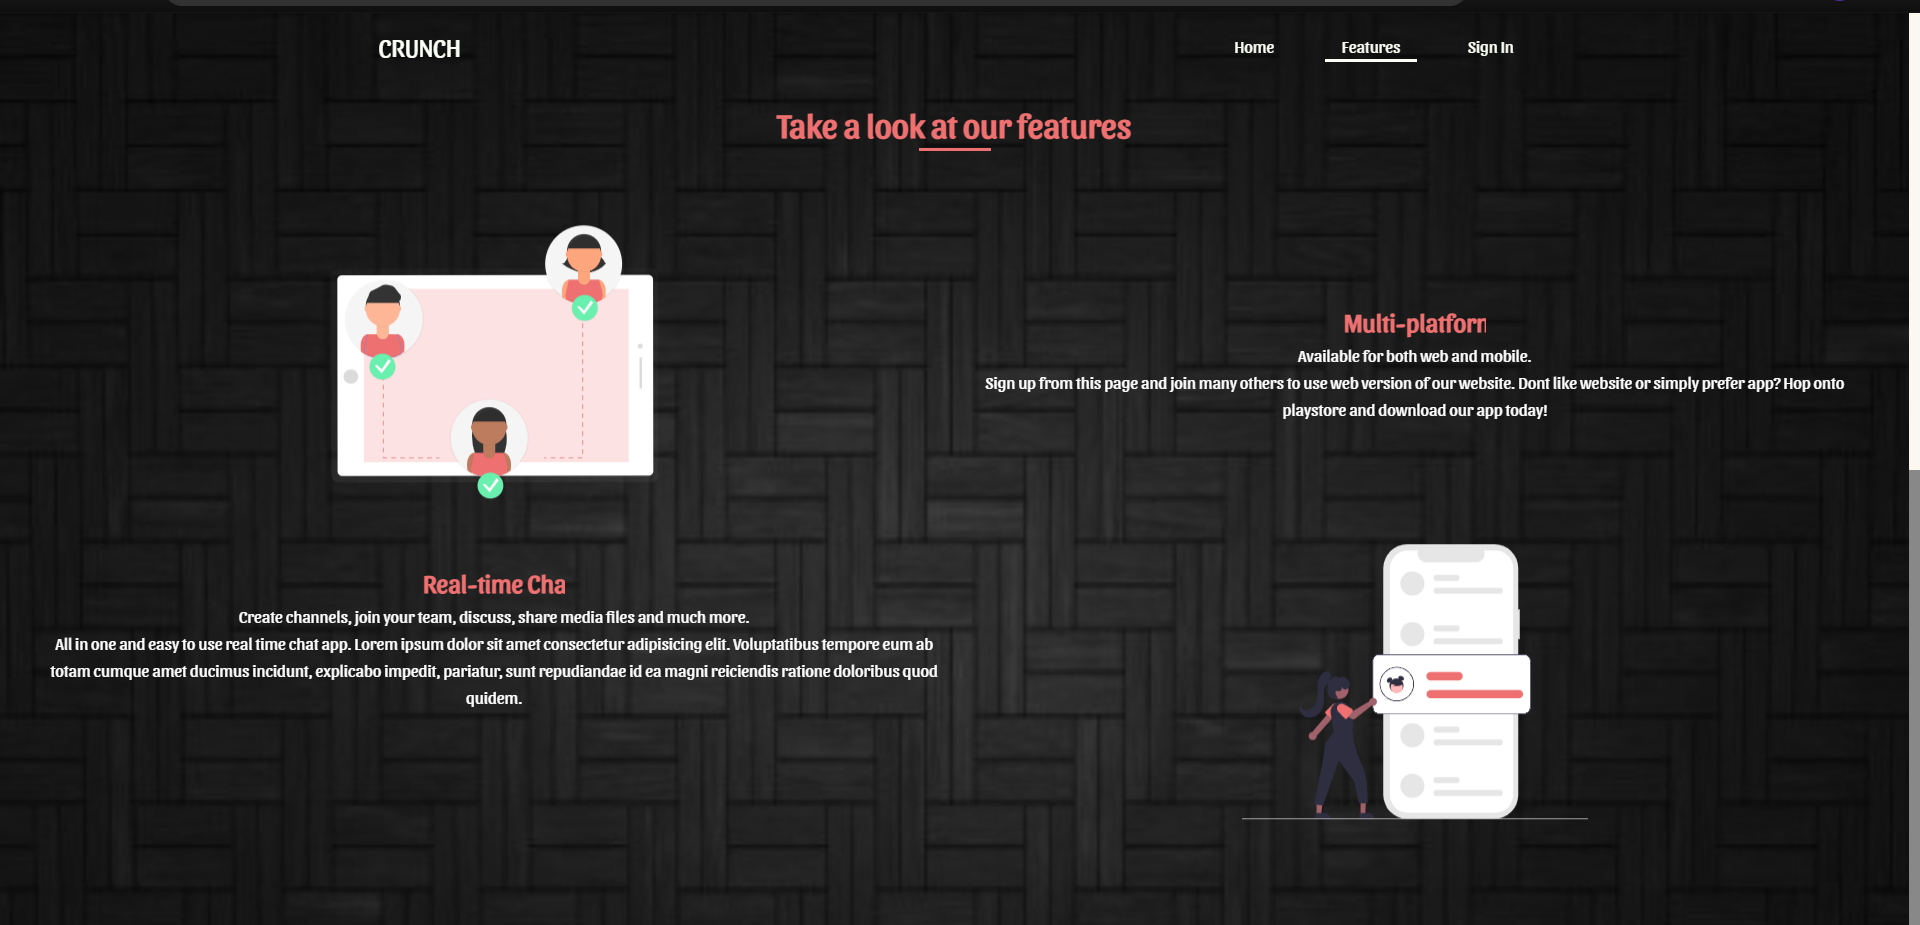 CRUNCH
Home
Features
Sign In
Take a look at our features
Multi-platforr
Available for both web and mobile.
Sign up from this page and join many others to use web version of our website. Dont like website or simply prefer app? Hop onto
playstore and download our app today!
Real-time Cha
Create channels, join your team, discuss, share media files and much more.
All in one and easy to use real time chat app. Lorem ipsum dolor sit amet consectetur adipisicing elit. Voluptatibus tempore eum ab
totam cumque amet ducimus incidunt, explicabo impedit, pariatur, sunt repudiandae id ea magni reiciendis ratione doloribus quod
quidem.